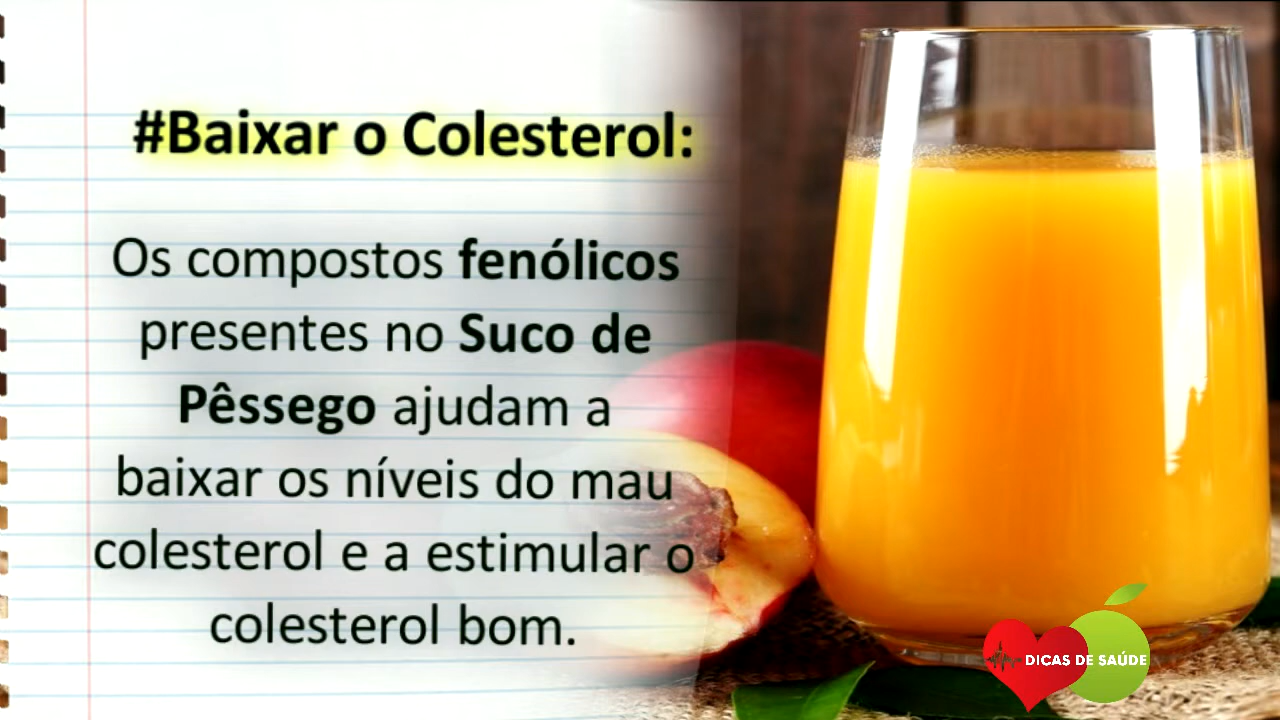 #Baixar o Colesterol:
Os compostos fenólicos
presentes no Suco de
Pêssego ajudam a
baixar os níveis do mau
colesterol e a estimular o
colesterol bom.
DICAS DE SAÚDE